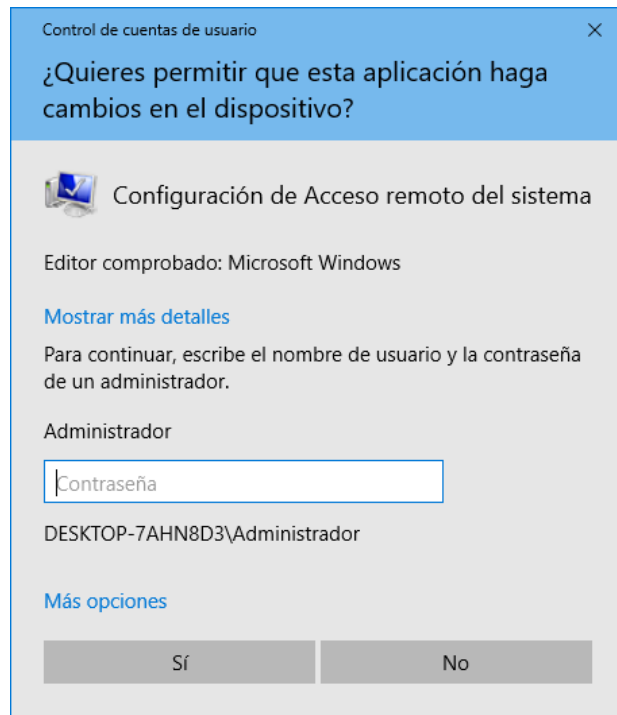 Control de cuentas de usuario
¿Quieres permitir que esta aplicación haga
cambios en el dispositivo?
Configuración de Acceso remoto del sistema
Editor comprobado: Microsoft Windows
Mostrar más detalles
Para continuar, escribe el nombre de usuario y la contraseña
de un administrador.
Administrador
Contraseña
DESKTOP-7AHN8D3\Administrador
Más opciones
Sí
No